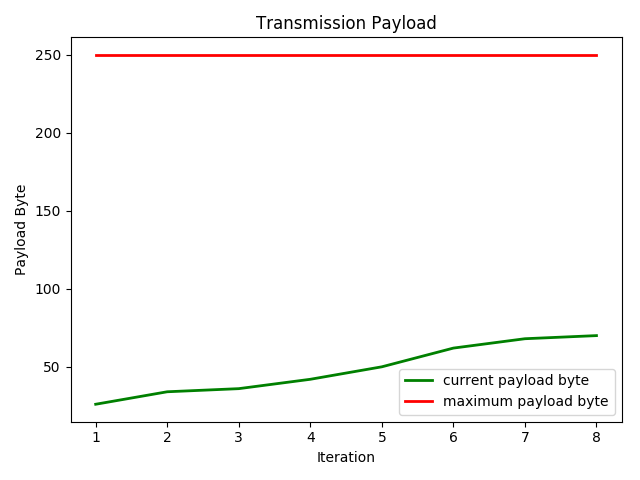 Transmission Payload
250
200
150
100
50
Payload Byte
current payload byte
maximum payload byte
1 2 3 4 5 6 7 8
Iteration